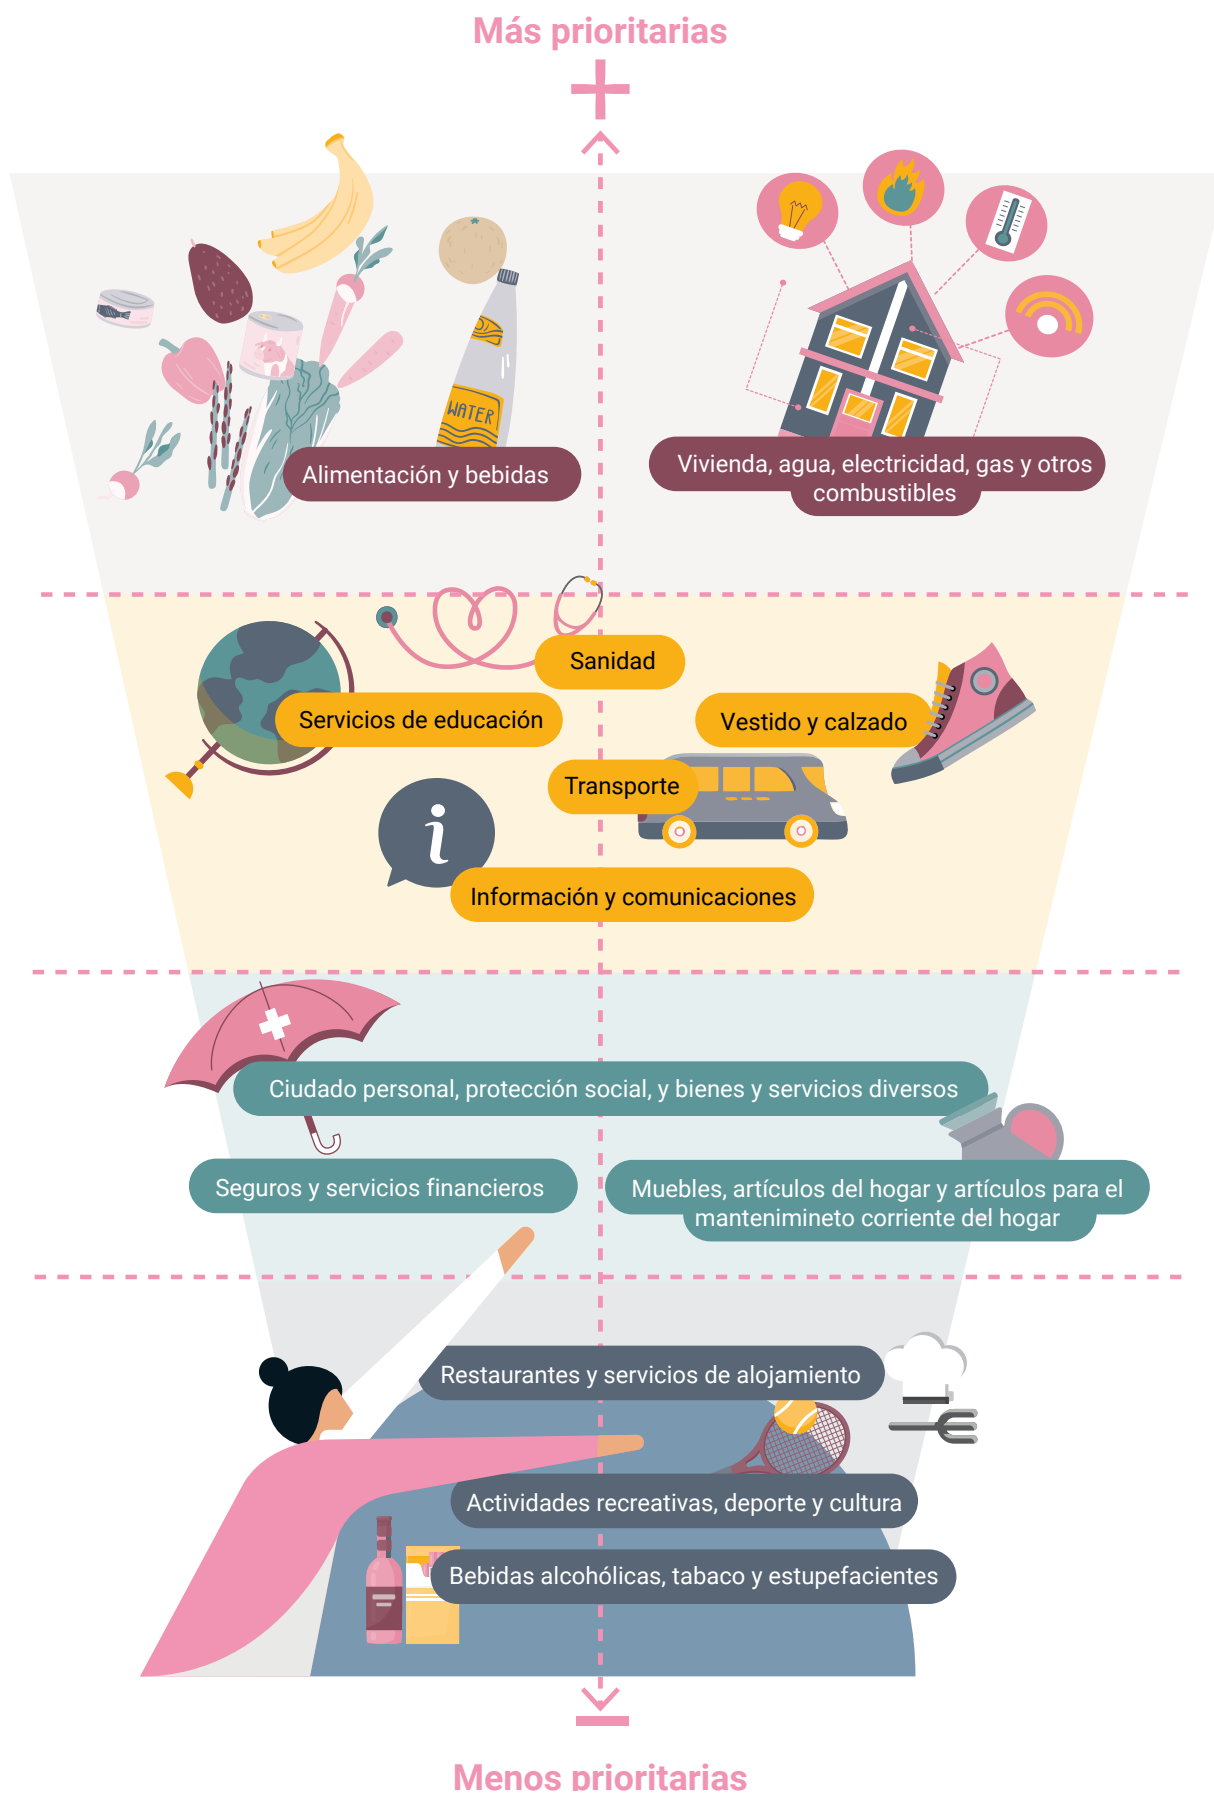 Más prioritarias
WATER
Alimentación y bebidas
Vivienda, agua, electricidad, gas y otros
combustibles
Sanidad
Servicios de educación
Vestido y calzado
Transporte
i
Información y comunicaciones
Ciudado personal, protección social, y bienes y servicios diversos
Seguros y servicios financieros
Muebles, artículos del hogar y artículos para el
mantenimineto corriente del hogar
Restaurantes y servicios de alojamiento
Actividades recreativas, deporte y cultura
Bebidas alcohólicas, tabaco y estupefacientes
Menos prioritarias